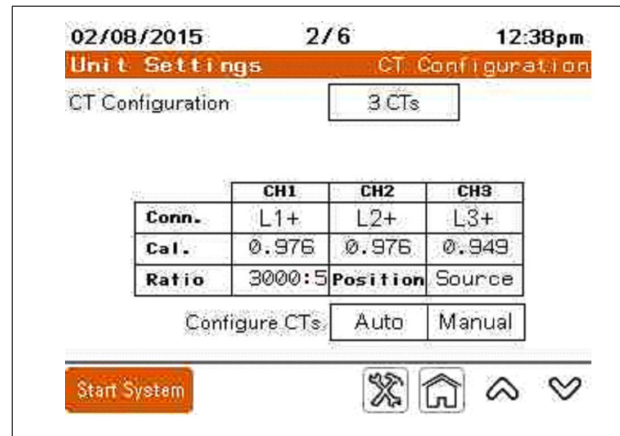 02/08/2015 2/6 12:38pm
Unit Settings CT Configuration
CT Configuration 3 CTs
CH1 CH2 CH3
Conn. L1+ L2+ L3+
Cal. 0.976 0.976 0.949
Ratio 3000:5 Position Source
Configure CTs Auto Manual
Start System